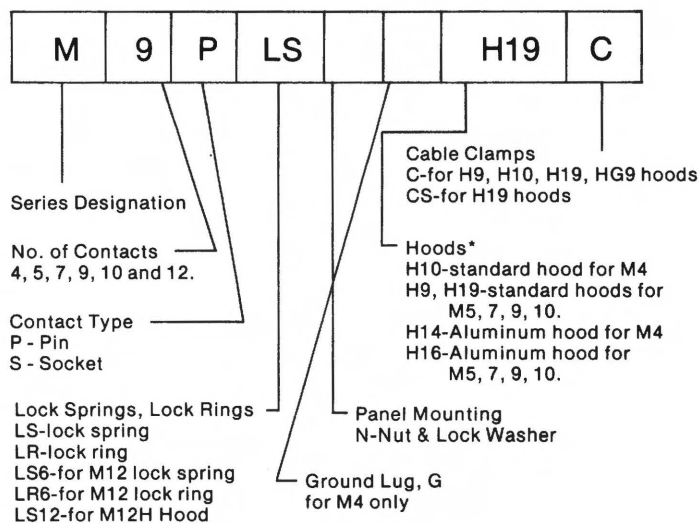 M 9 P LS H19 C
Series Designation
No. of Contacts
4, 5, 7, 9, 10 and 12.
Contact Type
P - Pin
S - Socket
Lock Springs, Lock Rings
LS-lock spring
LR-lock ring
LS6-for M12 lock spring
LR6-for M12 lock ring
LS12-for M12H Hood
Cable Clamps
C-for H9, H10, H19, HG9 hoods
CS-for H19 hoods
Hoods*
H10-standard hood for M4
H9, H19-standard hoods for
M5, 7, 9, 10.
H14-Aluminum hood for M4
H16-Aluminum hood for
M5, 7, 9, 10.
Panel Mounting
N-Nut & Lock Washer
Ground Lug, G
for M4 only